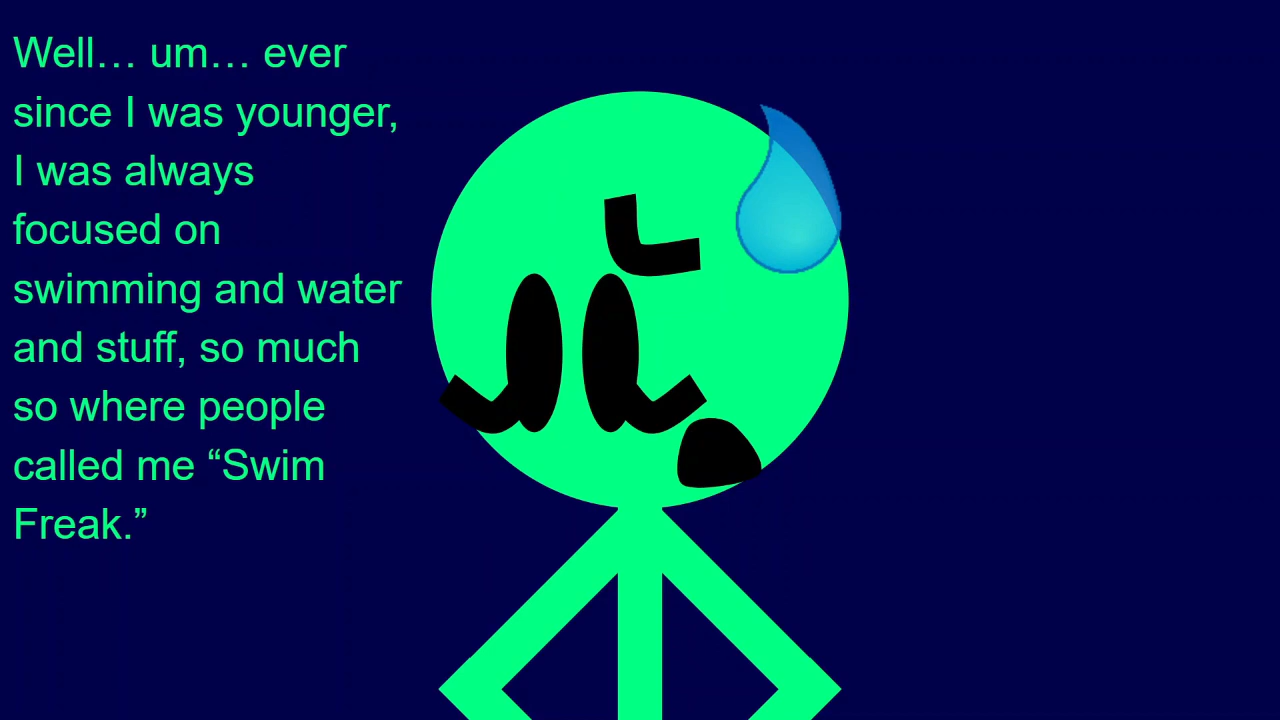 Well… um… ever
since I was younger,
I was always
focused on
swimming and water
and stuff, so much
so where people
called me “Swim
Freak.”